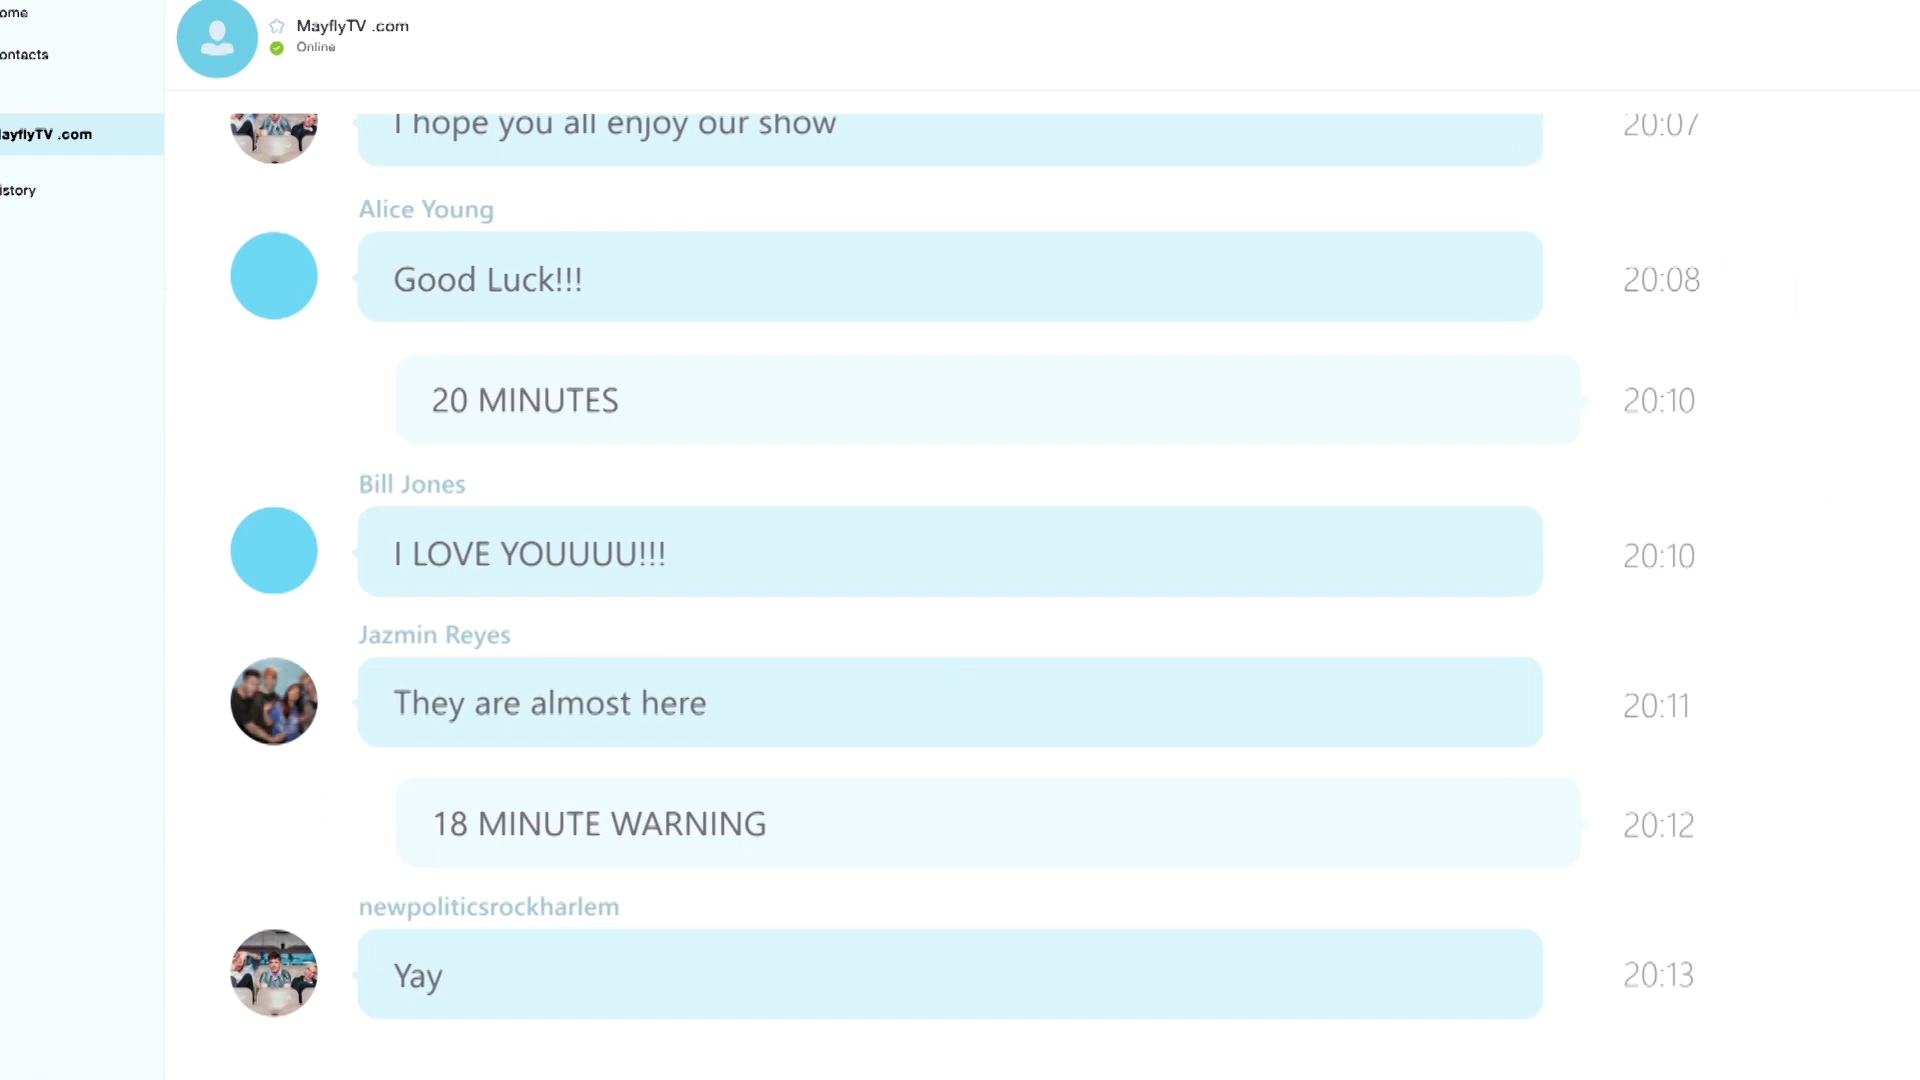 ome
MayflyTV .com
Online
ontacts
ayflyTV .com
istory
I hope you all enjoy our show
20:07
Alice Young
Good Luck!!!
20:08
20 MINUTES
20:10
Bill Jones
I LOVE YOUUUU!!!
20:10
Jazmin Reyes
They are almost here
20:11
18 MINUTE WARNING
20:12
newpoliticsrockharlem
Yay
20:13